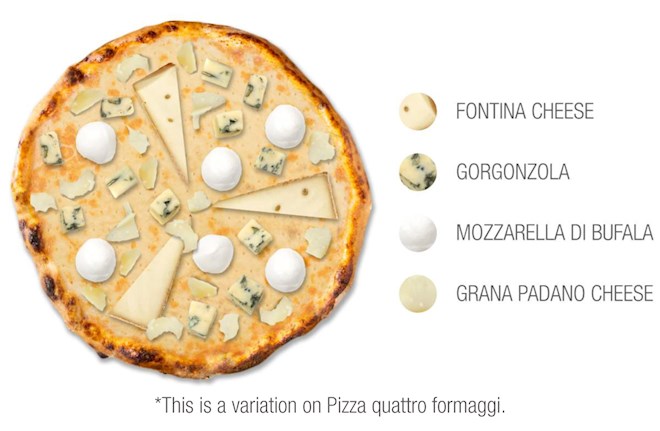 FONTINA CHEESE
GORGONZOLA
MOZZARELLA DI BUFALA
GRANA PADANO CHEESE
*This is a variation on Pizza quattro formaggi.